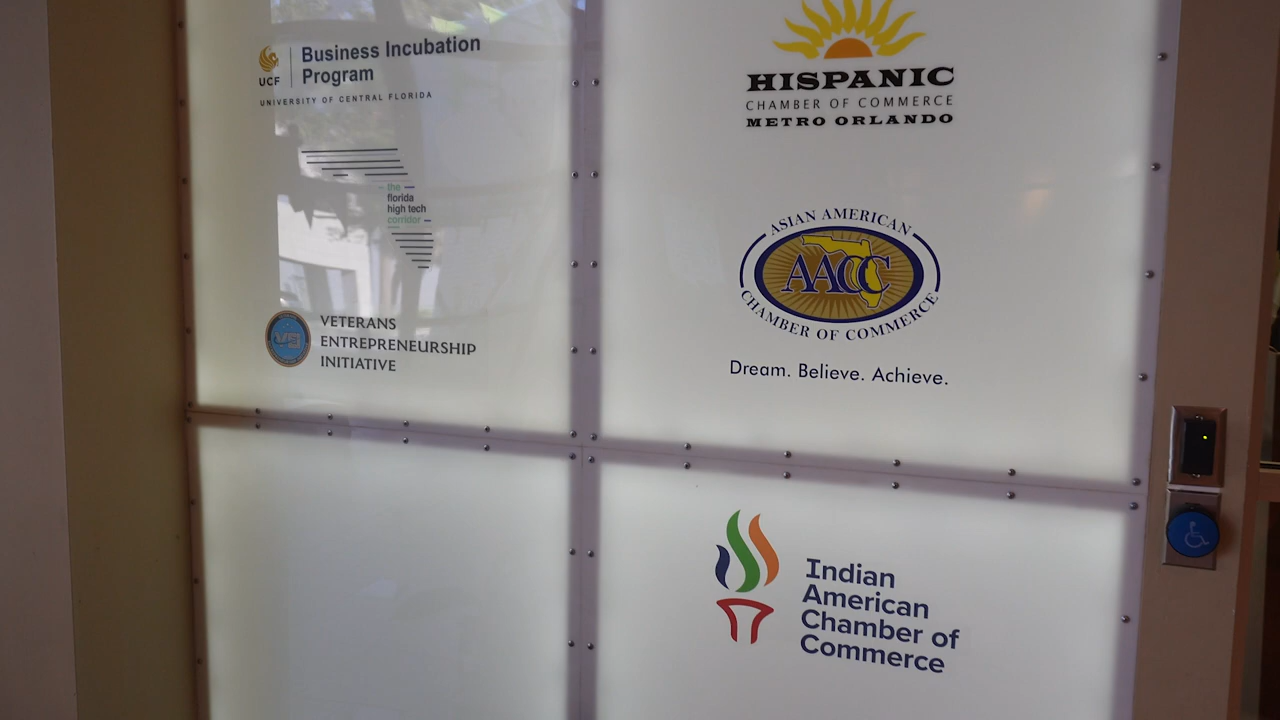 UCF
Business Incubation
Program
UNIVERSITY OF CENTRAL FLORIDA
the
florida
high tech
corridor
VETERANS
ENTREPRENEURSHIP
INITIATIVE
HISPANIC
CHAMBER OF COMMERCE
METRO ORLANDO
ASIAN AMERICAN
AACC
CHAMBER OF COMMERCE
Dream. Believe. Achieve.
Indian
American
Chamber of
Commerce